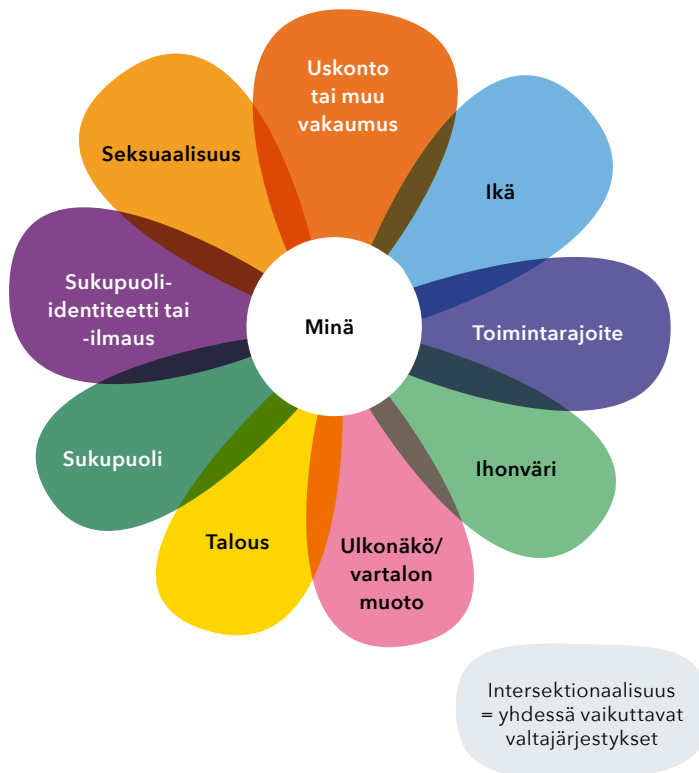 Uskonto
tai muu
vakaumus
Ikä
Toimintarajoite
Ihonväri
Ulkonäkö/
vartalon
muoto
Talous
Sukupuoli
Sukupuoli-
identiteetti tai
-ilmaus
Seksuaalisuus
Minä
Intersektionaalisuus
= yhdessä vaikuttavat
valtajärjestykset